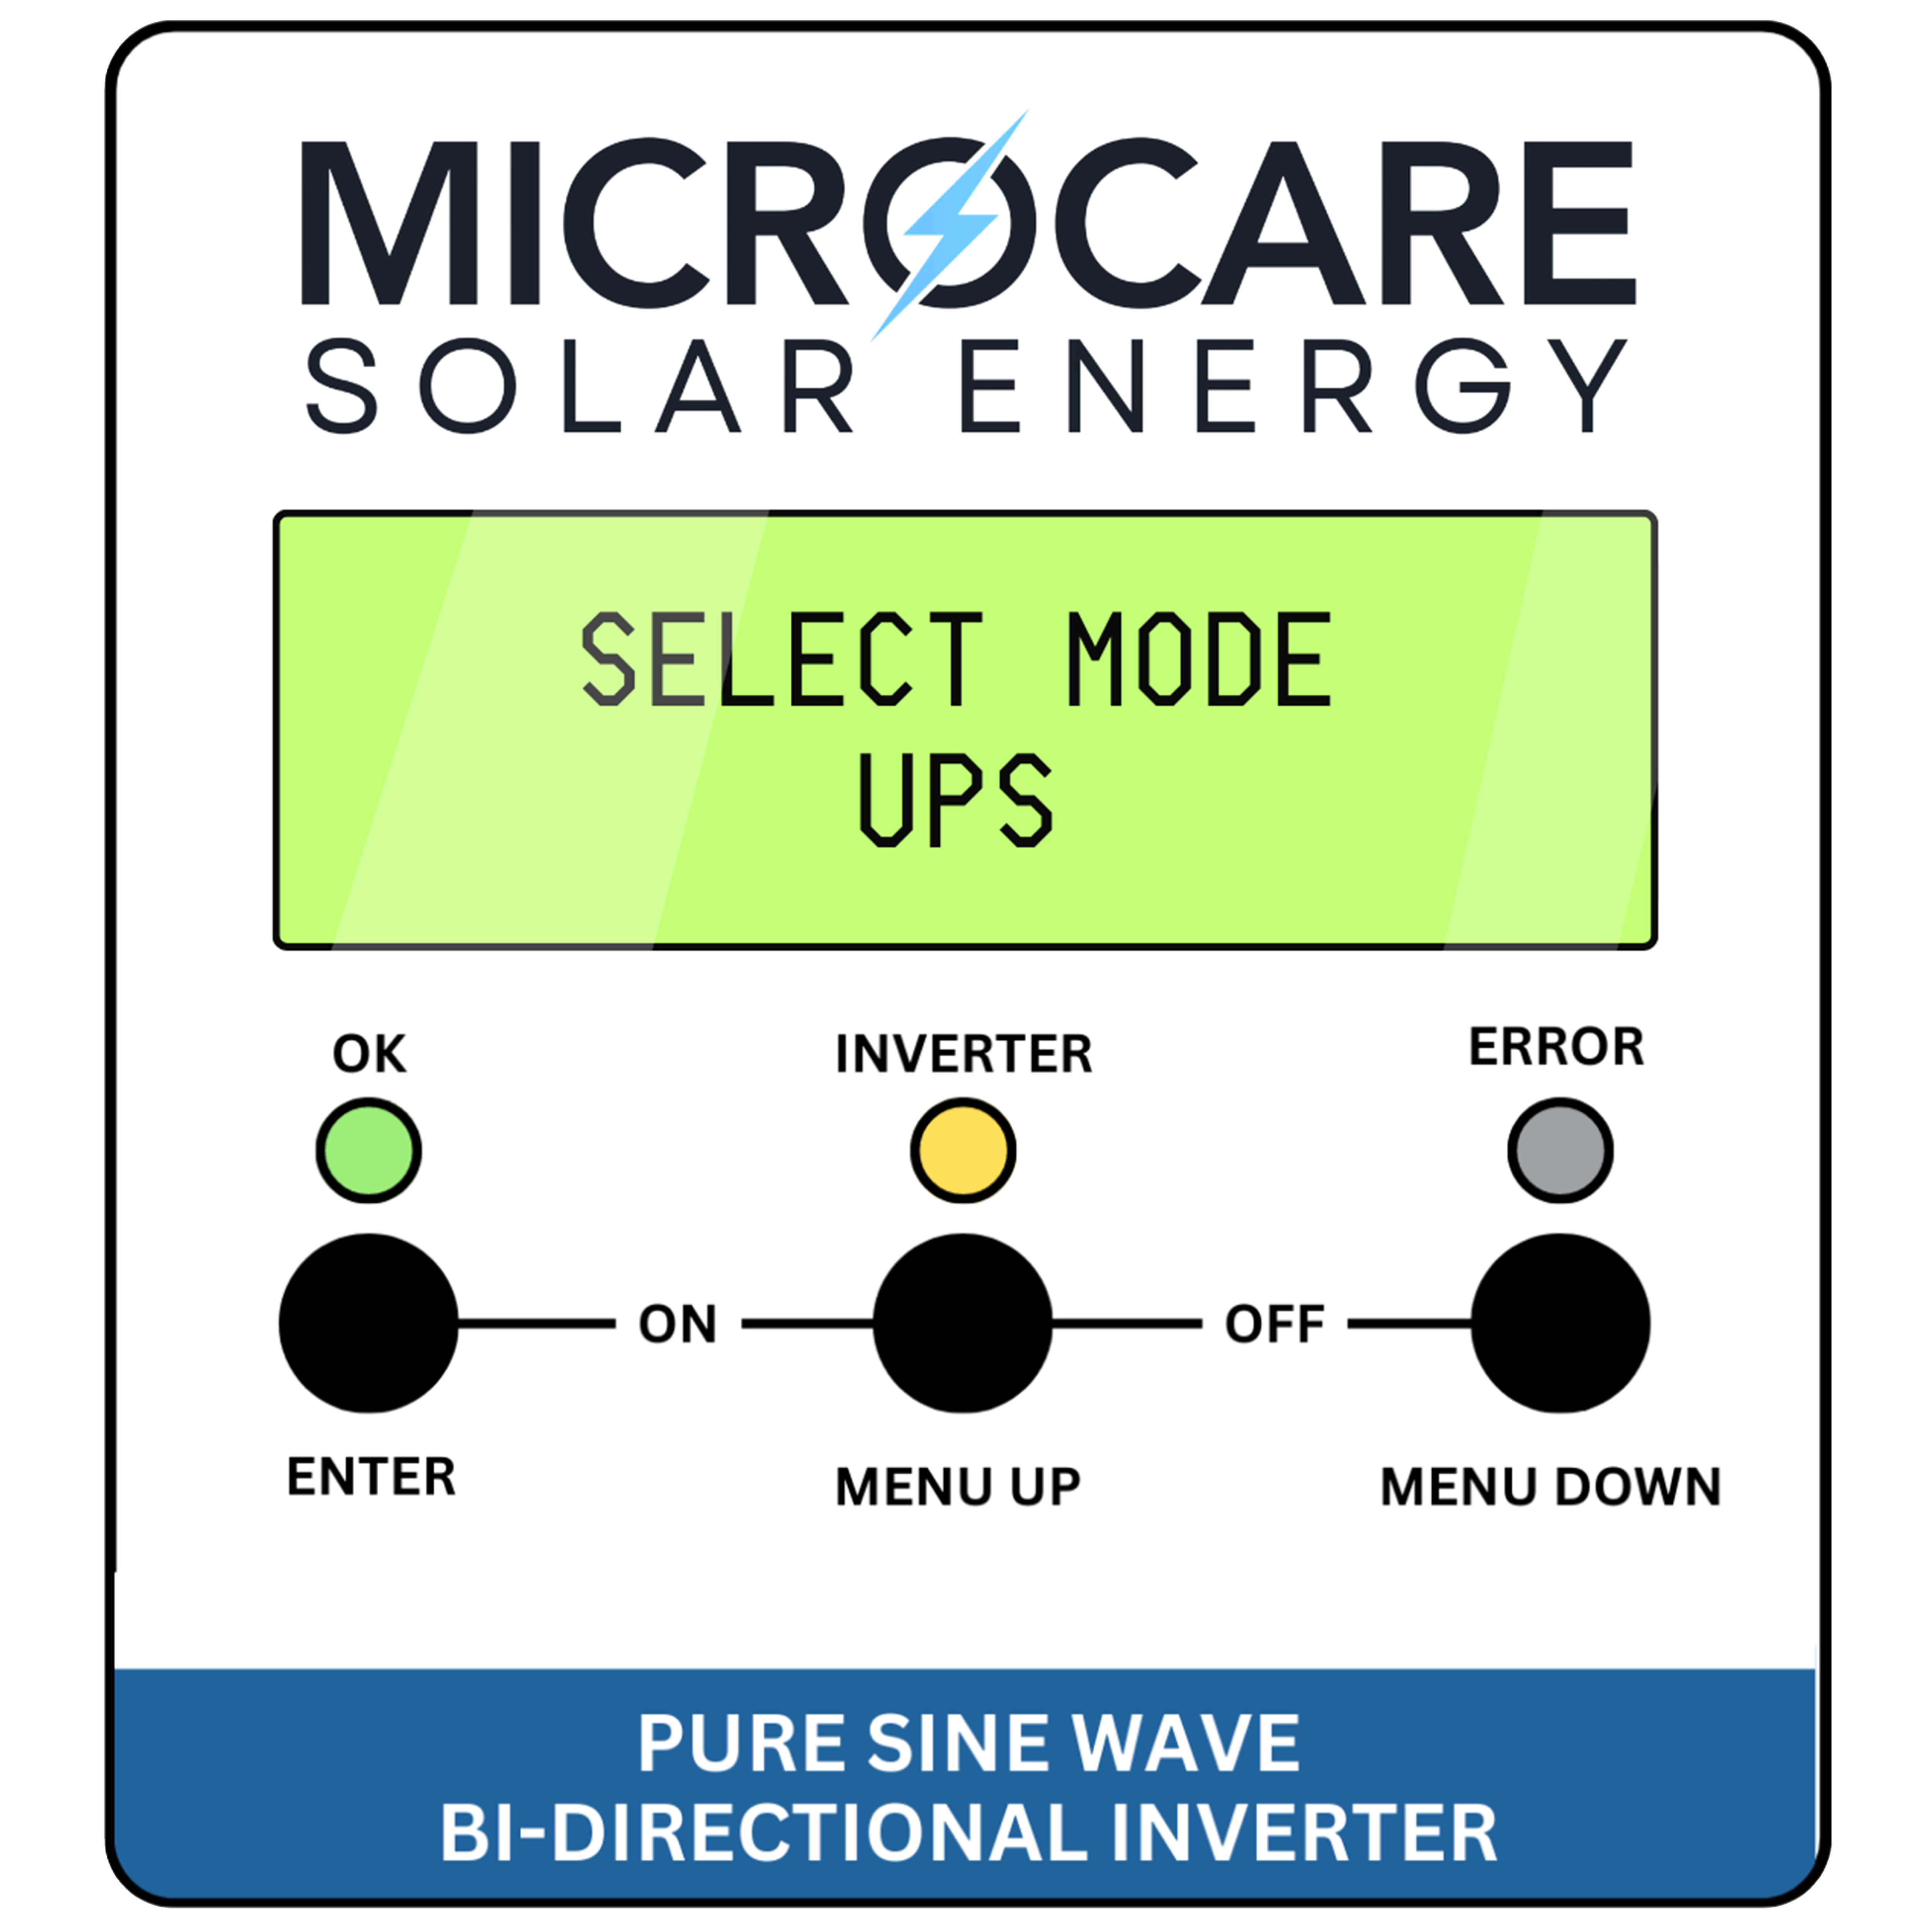 MICROCARE
SOLAR ENERGY
SELECT MODE
UPS
OK INVERTER ERROR
ON OFF
ENTER MENU UP MENU DOWN
PURE SINE WAVE
BI-DIRECTIONAL INVERTER